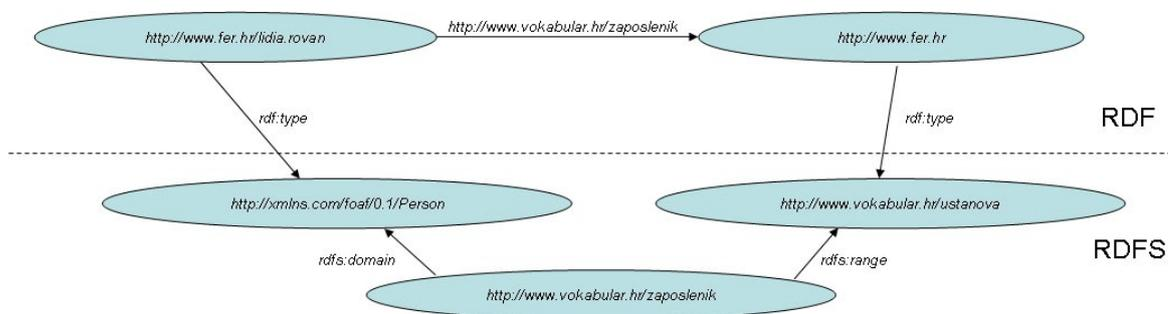 http://www.vokabular.hr/zaposlenik
http://www.fer.hr/lidia.rovan
http://www.fer.hr
rdf:type
rdf:type
RDF
http://xmlns.com/foaf/0.1/Person
http://www.vokabular.hr/ustanova
RDFS
rdfs:domain
rdfs:range
http://www.vokabular.hr/zaposlenik